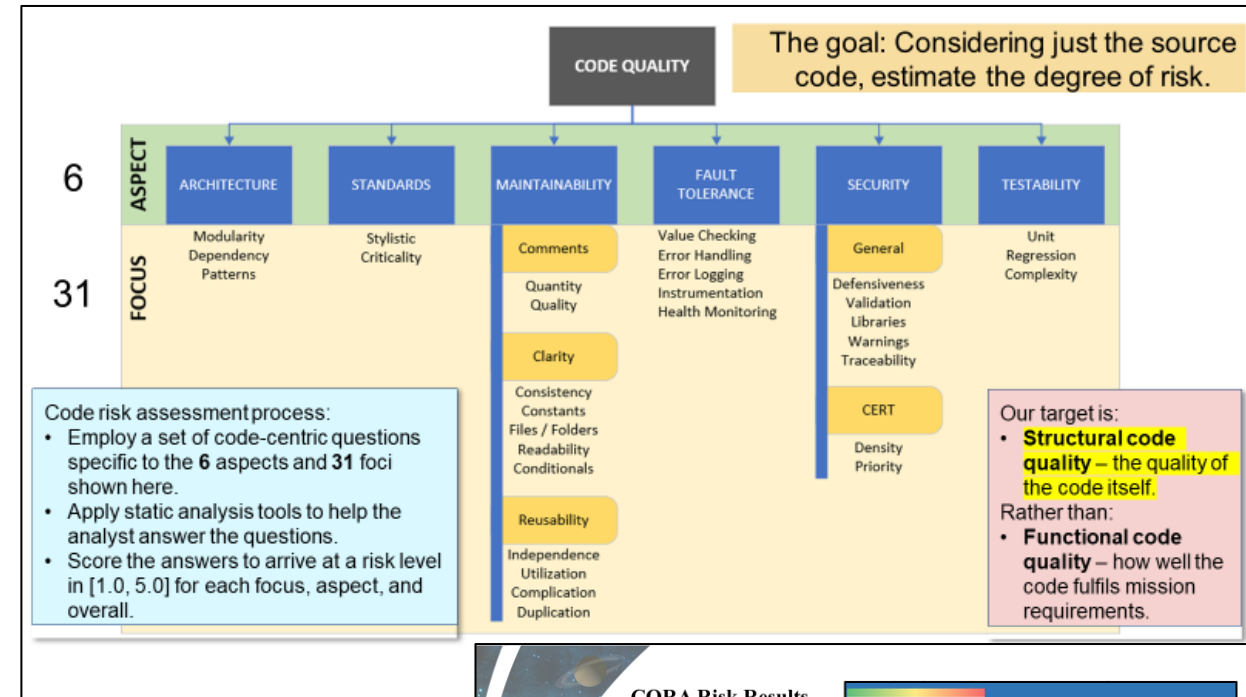 CODE QUALITY
The goal: Considering just the source
code, estimate the degree of risk.
6
ASPECT
ARCHITECTURE
STANDARDS
MAINTAINABILITY
FAULT
TOLERANCE
SECURITY
TESTABILITY
31
FOCUS
Modularity
Dependency
Patterns
Stylistic
Criticality
Comments
Quantity
Quality
Clarity
Consistency
Constants
Files / Folders
Readability
Conditionals
Reusability
Independence
Utilization
Complication
Duplication
Value Checking
Error Handling
Error Logging
Instrumentation
Health Monitoring
General
Defensiveness
Validation
Libraries
Warnings
Traceability
CERT
Density
Priority
Unit
Regression
Complexity
Code risk assessment process:
• Employ a set of code-centric questions
specific to the 6 aspects and 31 foci
shown here.
• Apply static analysis tools to help the
analyst answer the questions.
• Score the answers to arrive at a risk level
in [1.0, 5.0] for each focus, aspect, and
overall.
Our target is:
• Structural code
quality – the quality of
the code itself.
Rather than:
• Functional code
quality – how well the
code fulfils mission
requirements.
Risk Results